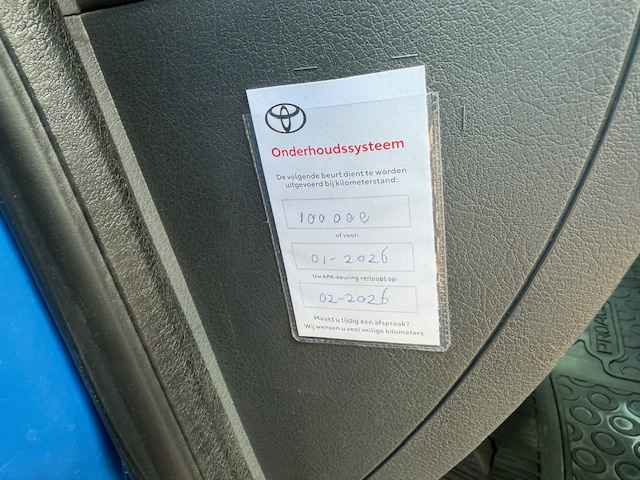 Onderhoudssysteem
De volgende beurt dient te worden
uitgevoerd bij kilometerstand:
100 000
of voor:
01-2026
Uw APK-keuring verloopt op:
02-2026
Maakt u tijdig een afspraak?
Wij wensen u veel veilige kilometers